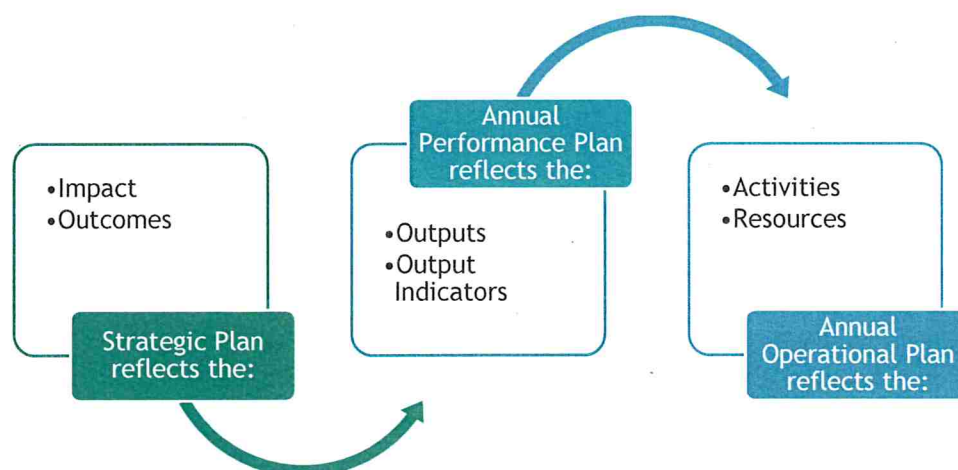 •Impact
•Outcomes
Strategic Plan
reflects the:
Annual
Performance Plan
reflects the:
•Outputs
•Output
Indicators
•Activities
•Resources
Annual
Operational Plan
reflects the: